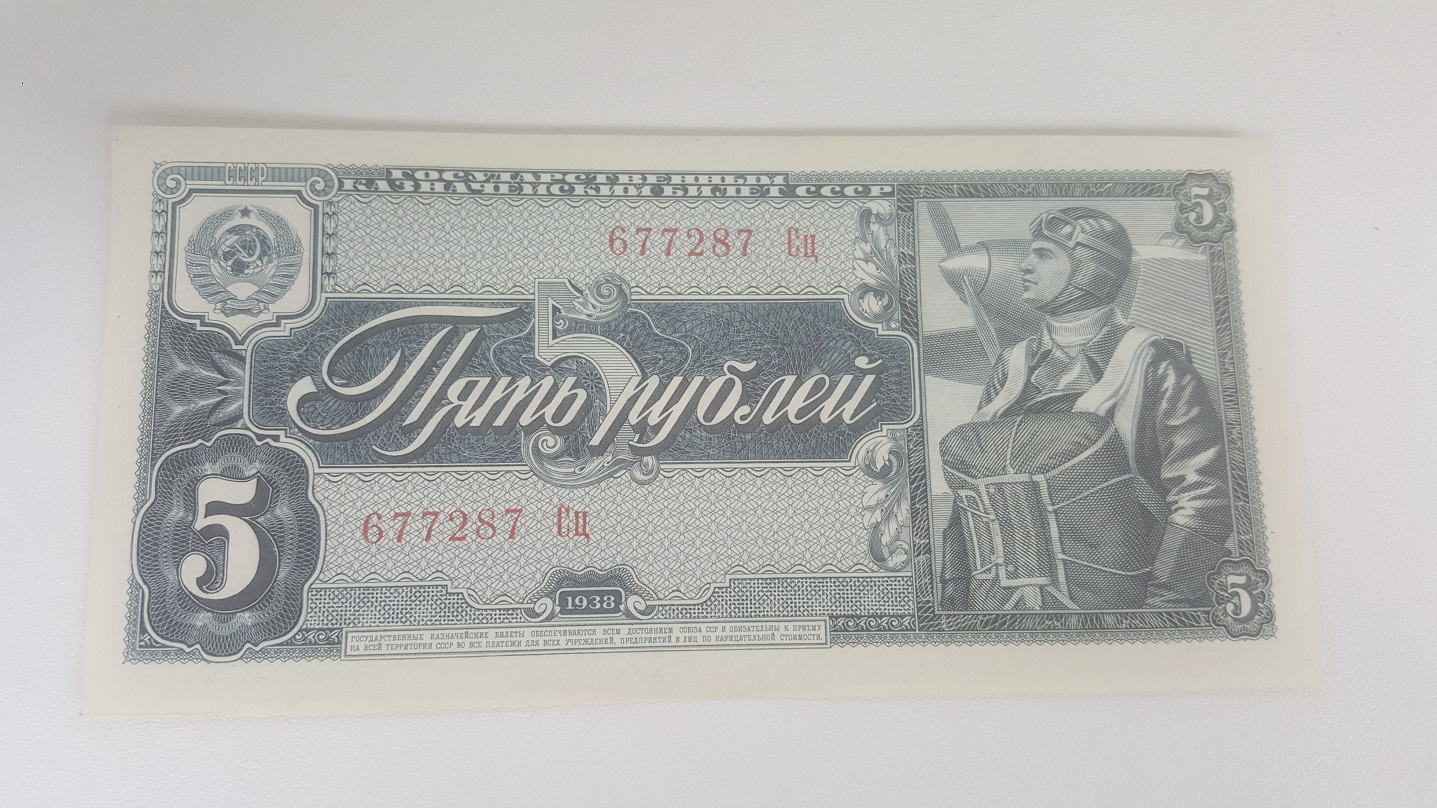 СССР
ГОСУДАРСТВЕННЫЙ
КАЗНАЧЕЙСКИЙ БИЛЕТ СССР
5
677287 Сц
5
Пять рублей
5
677287 Сц
1938
5
ГОСУДАРСТВЕННЫЕ КАЗНАЧЕЙСКИЕ БИЛЕТЫ ОБЕСПЕЧИВАЮТСЯ ВСЕМ ДОСТОЯНИЕМ СОЮЗА ССР И ОБЯЗАТЕЛЬНЫ К ПРИЕМУ
НА ВСЕЙ ТЕРРИТОРИИ СССР ВО ВСЕ ПЛАТЕЖИ ДЛЯ ВСЕХ УЧРЕЖДЕНИЙ, ПРЕДПРИЯТИЙ И ЛИЦ ПО НАРИЦАТЕЛЬНОЙ СТОИМОСТИ.